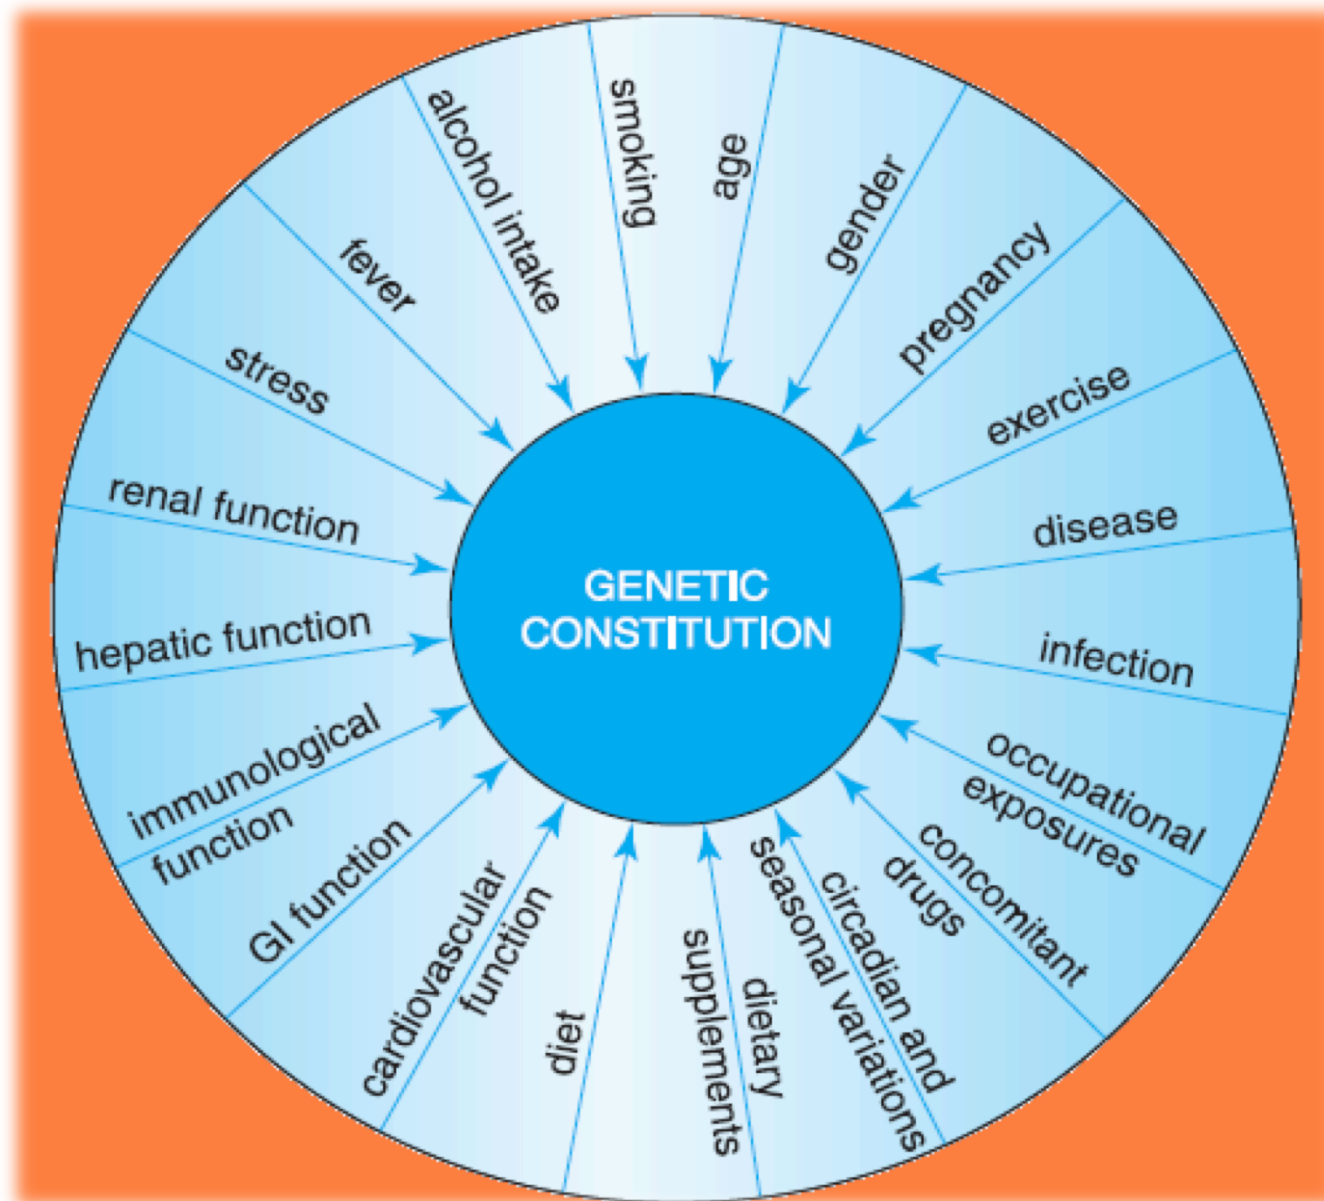 smoking
age
gender
pregnancy
exercise
disease
infection
occupational
exposures
concomitant
drugs
circadian and
seasonal variations
dietary
supplements
diet
cardiovascular
function
GI function
immunological
function
hepatic function
renal function
stress
fever
alcohol intake
GENETIC
CONSTITUTION